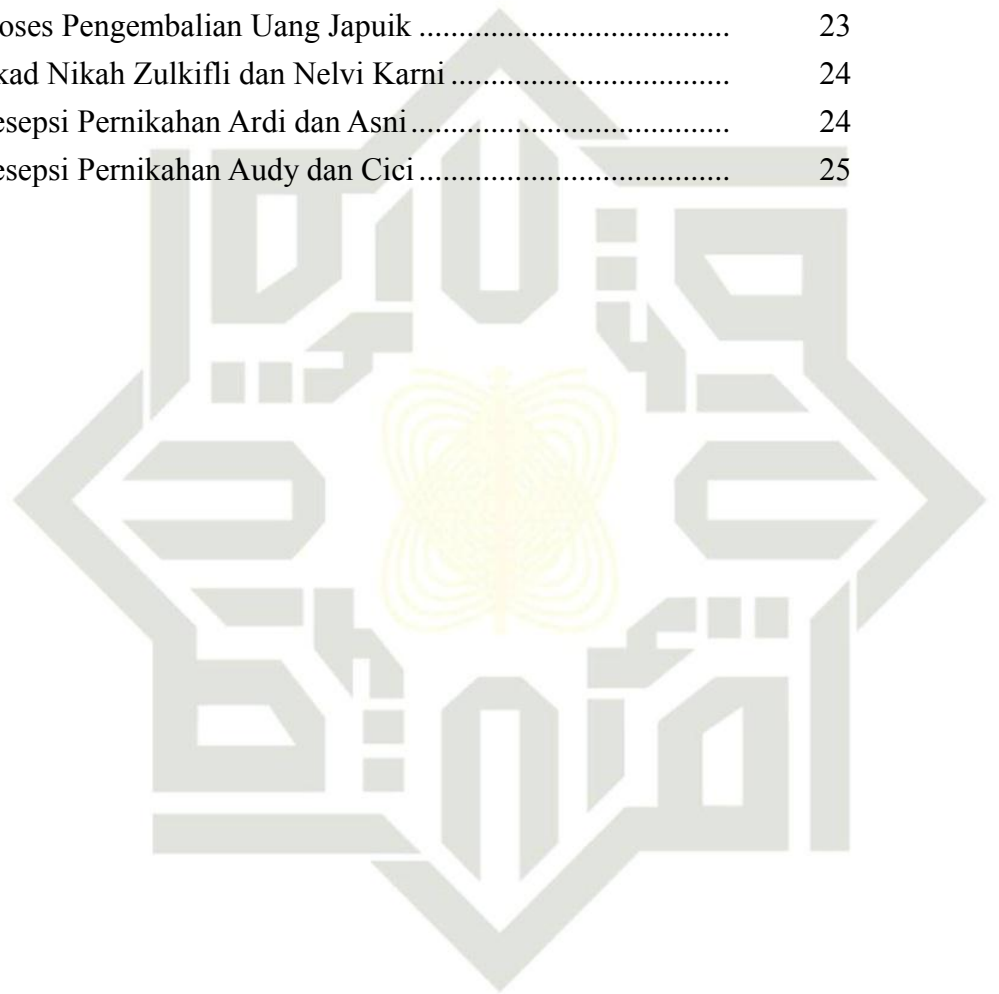 oses Pengembalian Uang Japuik ..................................... 23
kad Nikah Zulkifli dan Nelvi Karni ................................. 24
esepsi Pernikahan Ardi dan Asni ...................................... 24
esepsi Pernikahan Audy dan Cici ..................................... 25